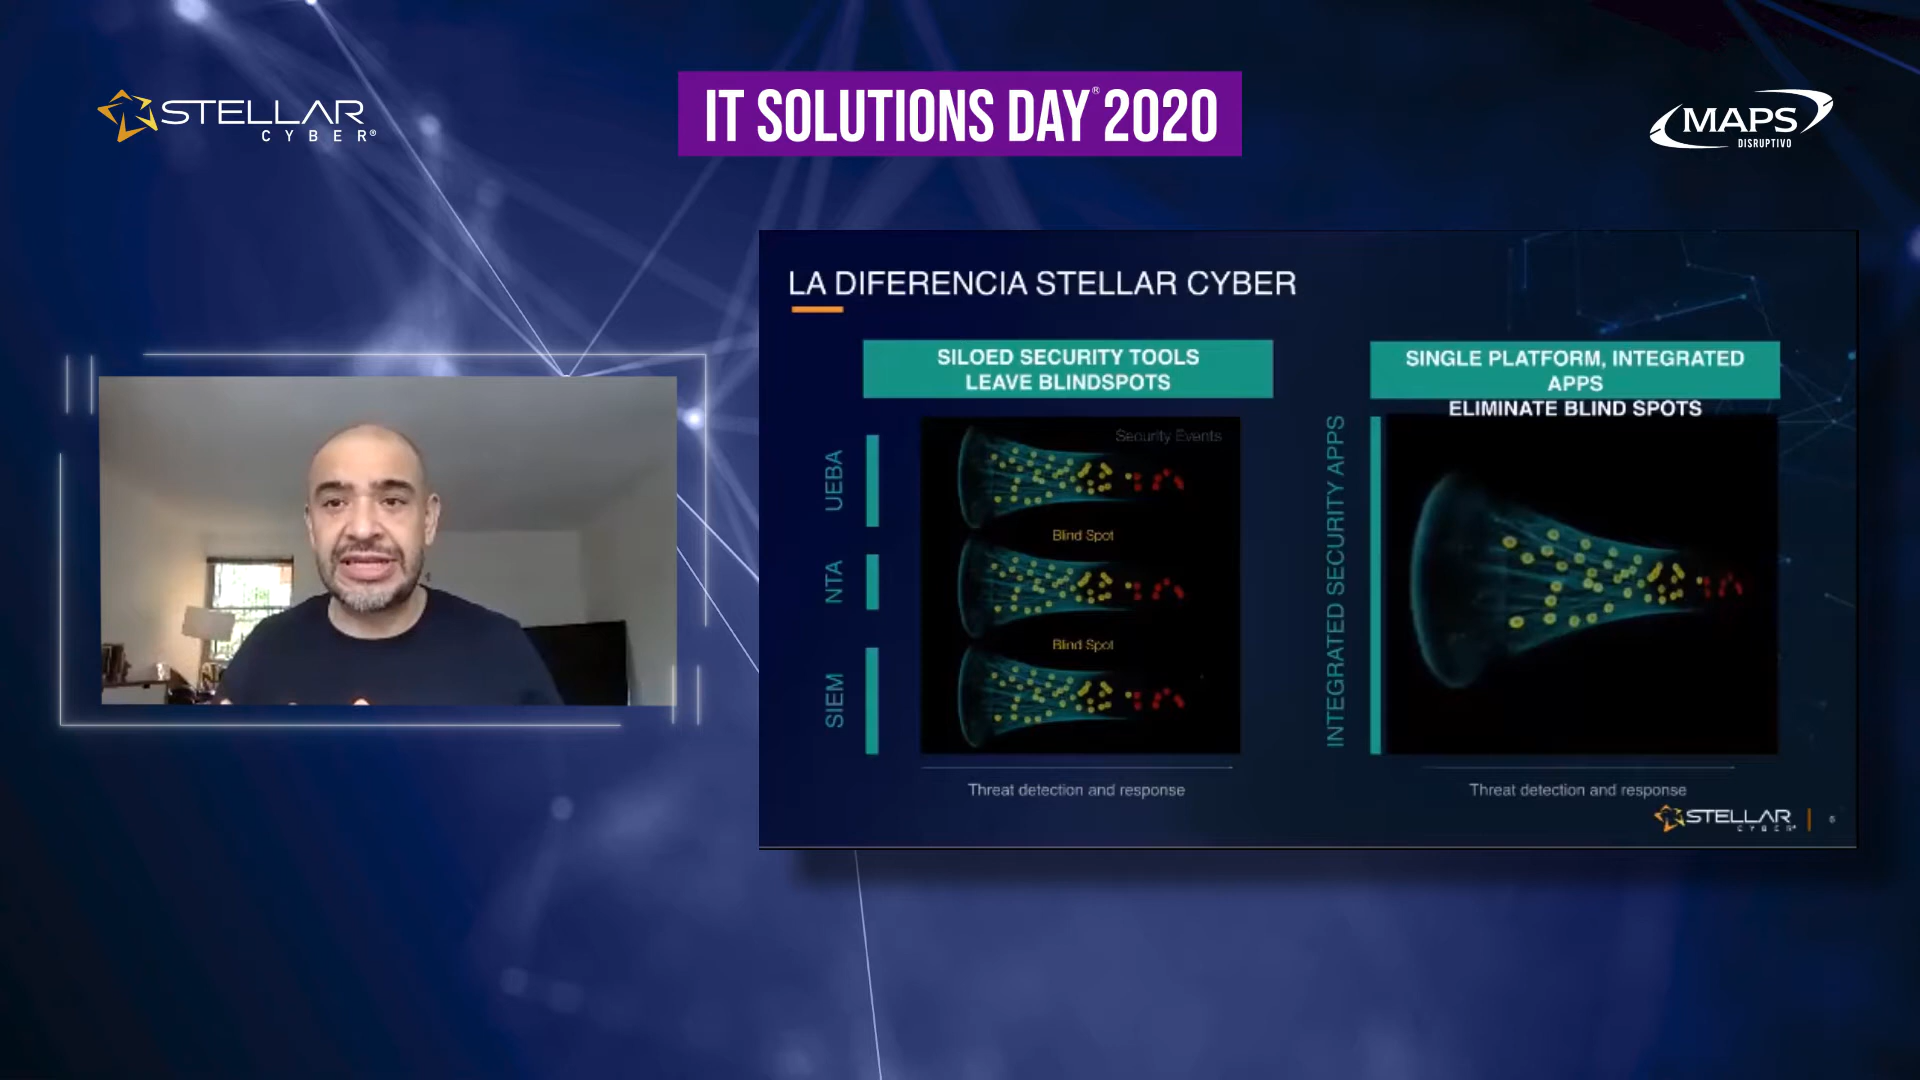 STELLAR
CYBER®
IT SOLUTIONS DAY® 2020
MAPS
DISRUPTIVO
LA DIFERENCIA STELLAR CYBER
SILOED SECURITY TOOLS
LEAVE BLINDSPOTS
UEBA
NTA
SIEM
Security Events
Blind Spot
Blind Spot
Threat detection and response
SINGLE PLATFORM, INTEGRATED
APPS
ELIMINATE BLIND SPOTS
INTEGRATED SECURITY APPS
Threat detection and response
STELLAR
CYBER®